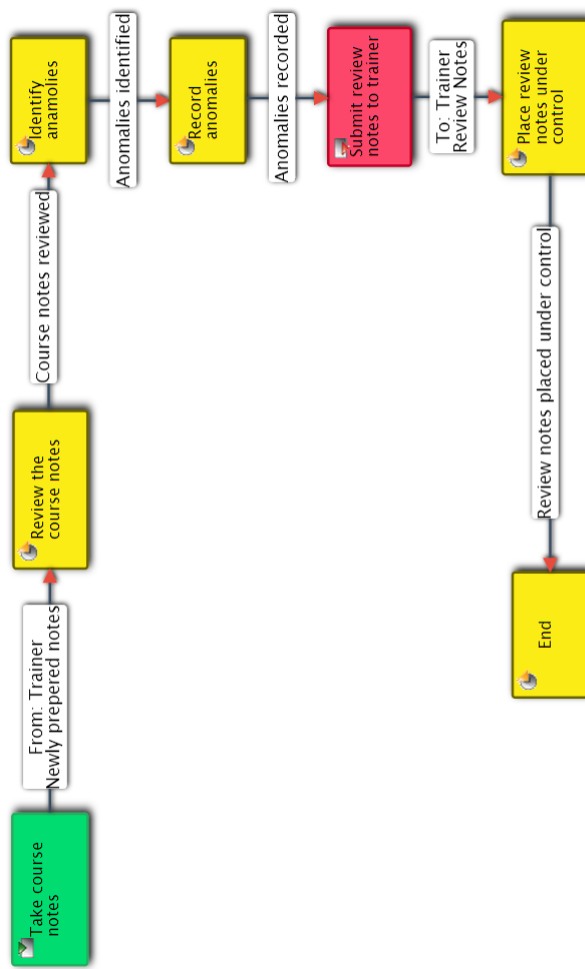 Take course
notes
From: Trainer
Newly prepered notes
Review the
course notes
Course notes reviewed
Identify
anamolies
Anomalies identified
Record
anomalies
Anomalies recorded
Submit review
notes to trainer
To: Trainer
Review Notes
Place review
notes under
control
Review notes placed under control
End